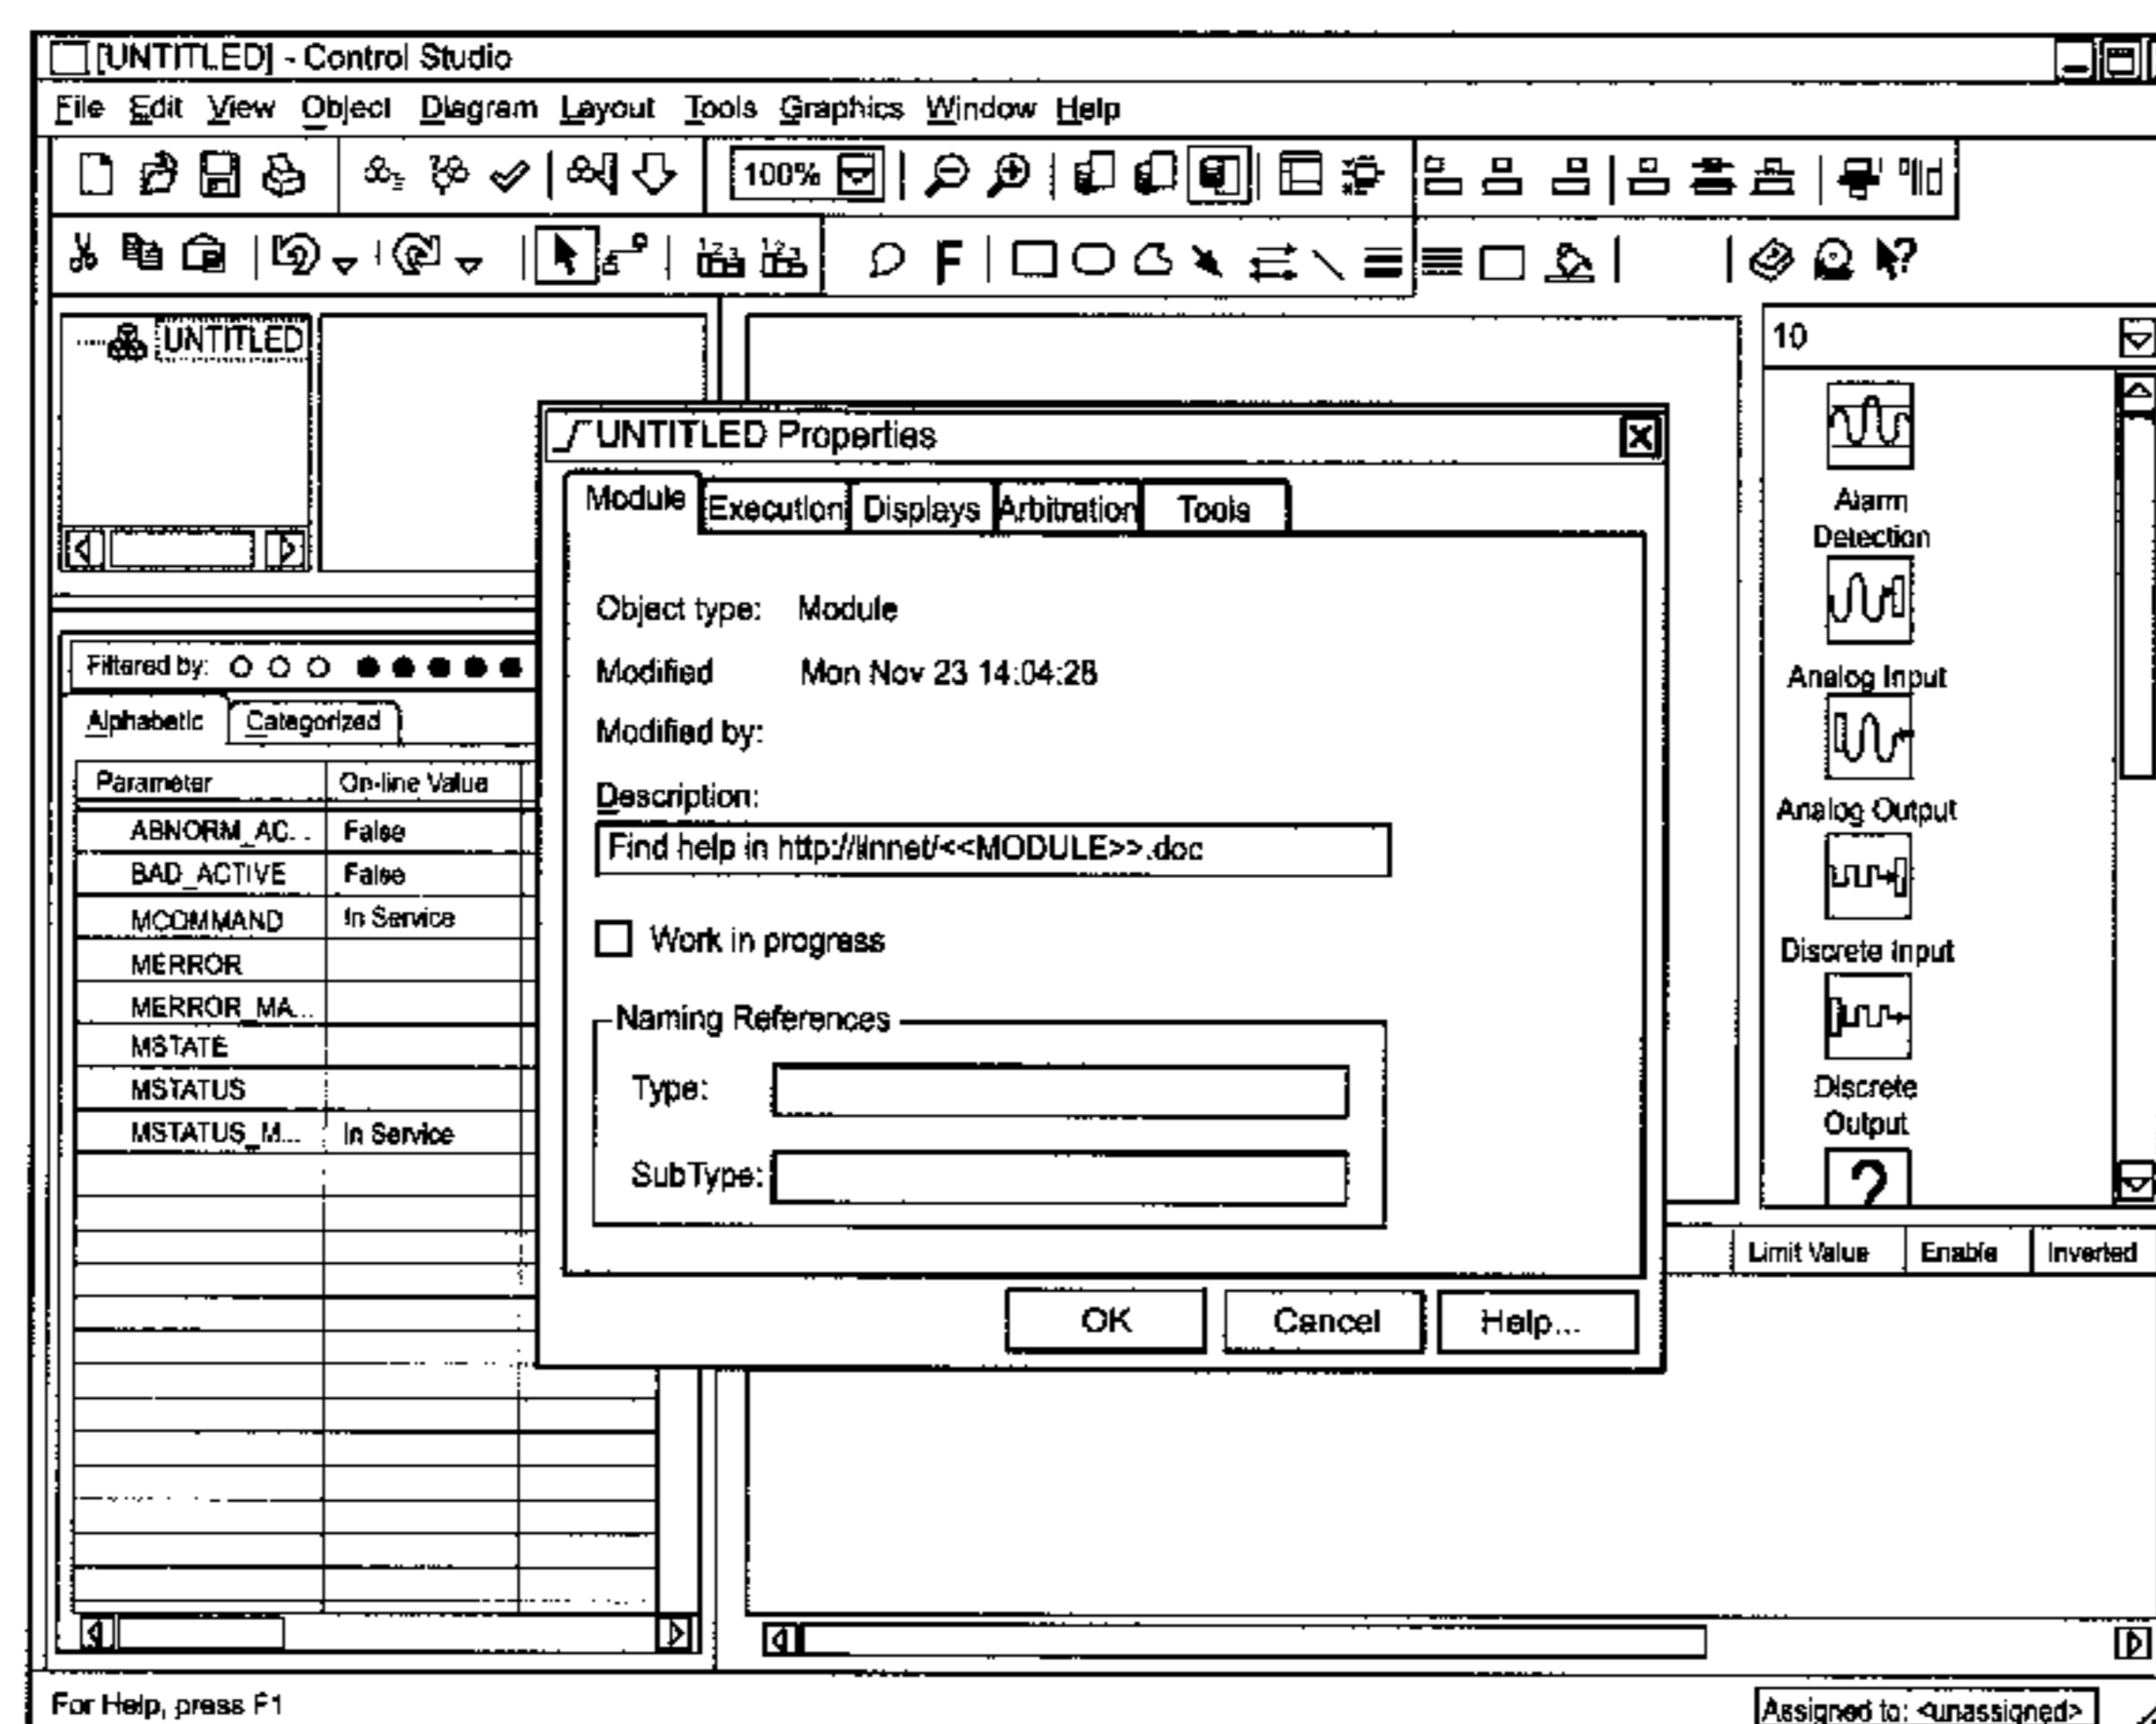 [UNTITLED] - Control Studio
File Edit View Object Diagram Layout Tools Graphics Window Help
100%
F
UNTITLED
10
UNTITLED Properties
Module Execution Displays Arbitration Tools
Alarm
Detection
Object type: Module
Filtered by:
Modified Mon Nov 23 14:04:28
Analog Input
Alphabetic Categorized
Modified by:
Parameter On-line Value
Description:
Analog Output
ABNORM_AC... False
Find help in http://linnet/<<MODULE>>.doc
BAD_ACTIVE False
MCOMMAND In Service
Work in progress
Discrete Input
MERROR
MERROR_MA...
Naming References
MSTATE
MSTATUS
Type:
Discrete
Output
MSTATUS_M... In Service
SubType:
?
Limit Value Enable Inverted
OK Cancel Help...
For Help, press F1
Assigned to: <unassigned>